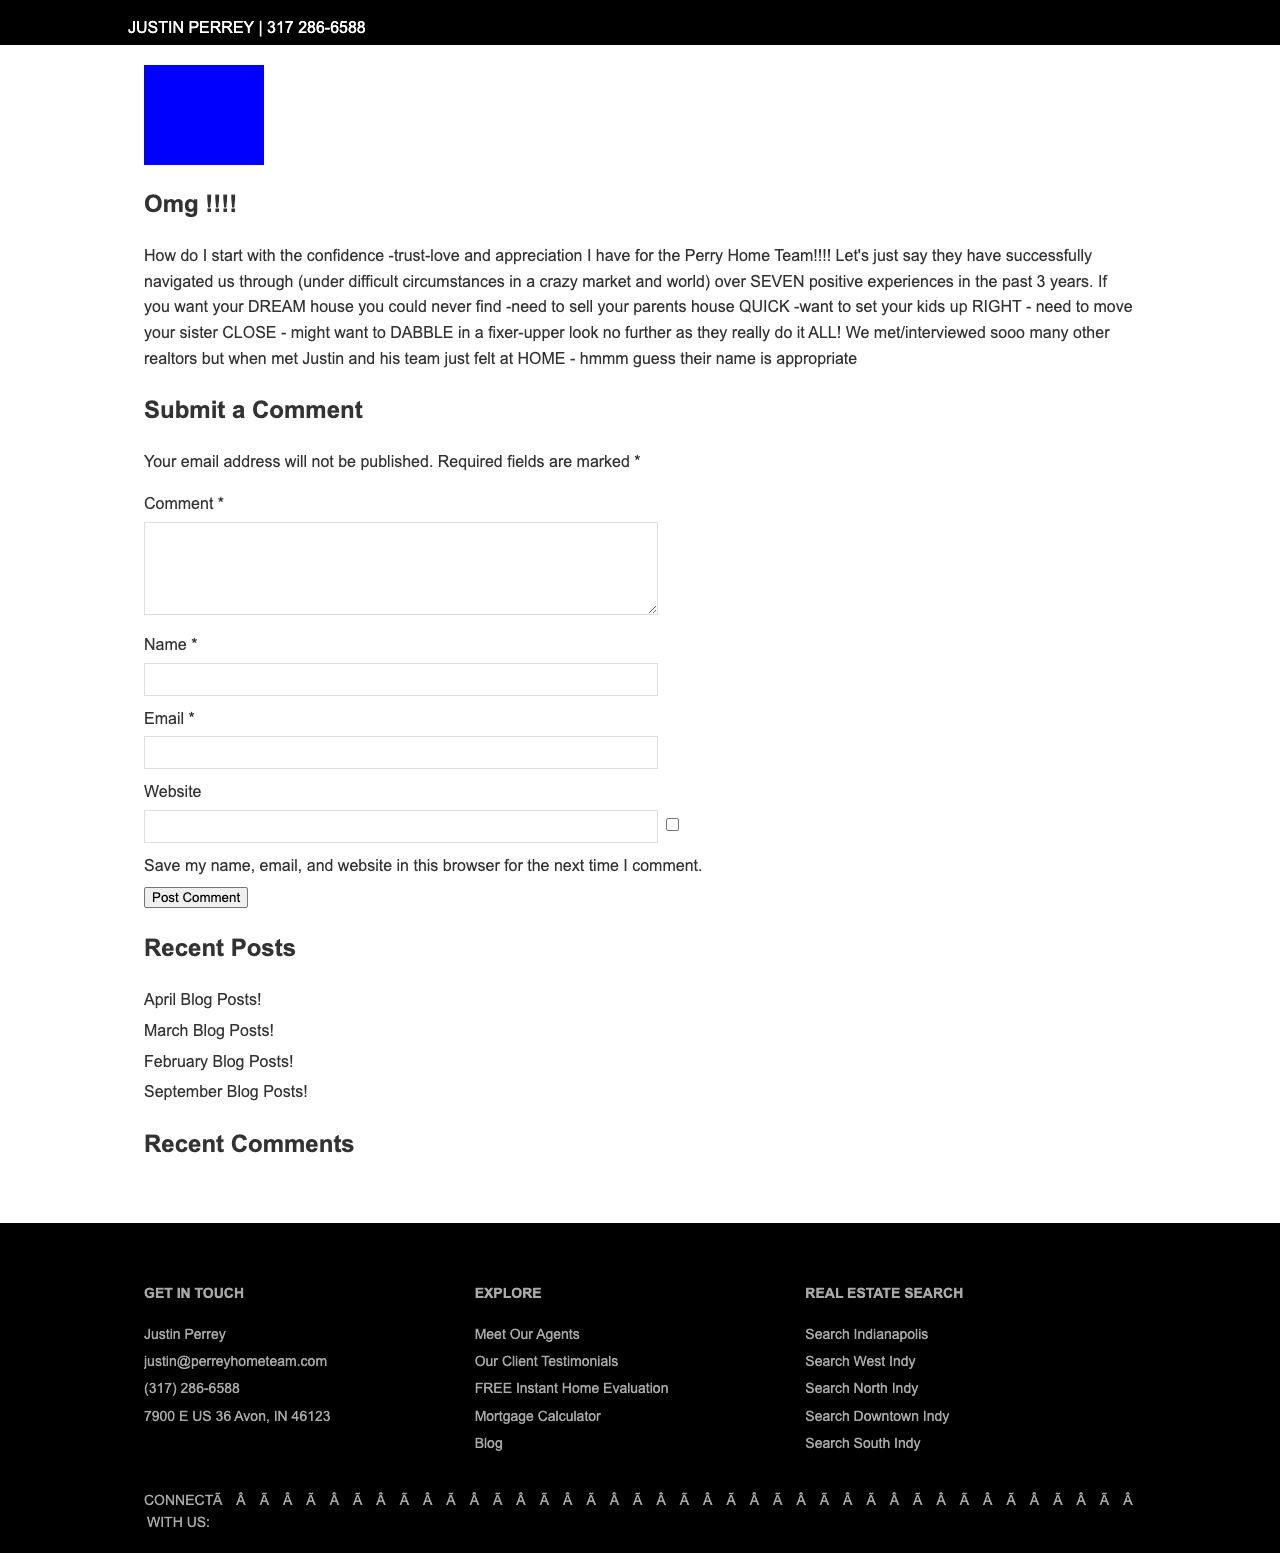 JUSTIN PERREY | 317 286-6588
Omg !!!!
How do I start with the confidence -trust-love and appreciation I have for the Perry Home Team!!!! Let's just say they have successfully
navigated us through (under difficult circumstances in a crazy market and world) over SEVEN positive experiences in the past 3 years. If
you want your DREAM house you could never find -need to sell your parents house QUICK -want to set your kids up RIGHT - need to move
your sister CLOSE - might want to DABBLE in a fixer-upper look no further as they really do it ALL! We met/interviewed sooo many other
realtors but when met Justin and his team just felt at HOME - hmmm guess their name is appropriate
Submit a Comment
Your email address will not be published. Required fields are marked *
Comment *
Name *
Email *
Website
Save my name, email, and website in this browser for the next time I comment.
Post Comment
Recent Posts
April Blog Posts!
March Blog Posts!
February Blog Posts!
September Blog Posts!
Recent Comments
GET IN TOUCH
Justin Perrey
justin@perreyhometeam.com
(317) 286-6588
7900 E US 36 Avon, IN 46123
EXPLORE
Meet Our Agents
Our Client Testimonials
FREE Instant Home Evaluation
Mortgage Calculator
Blog
REAL ESTATE SEARCH
Search Indianapolis
Search West Indy
Search North Indy
Search Downtown Indy
Search South Indy
CONNECTÃ Â Ã Â Ã Â Ã Â Ã Â Ã Â Ã Â Ã Â Ã Â Ã Â Ã Â Ã Â Ã Â Ã Â Ã Â Ã Â Ã Â Ã Â Ã Â Ã Â
WITH US: